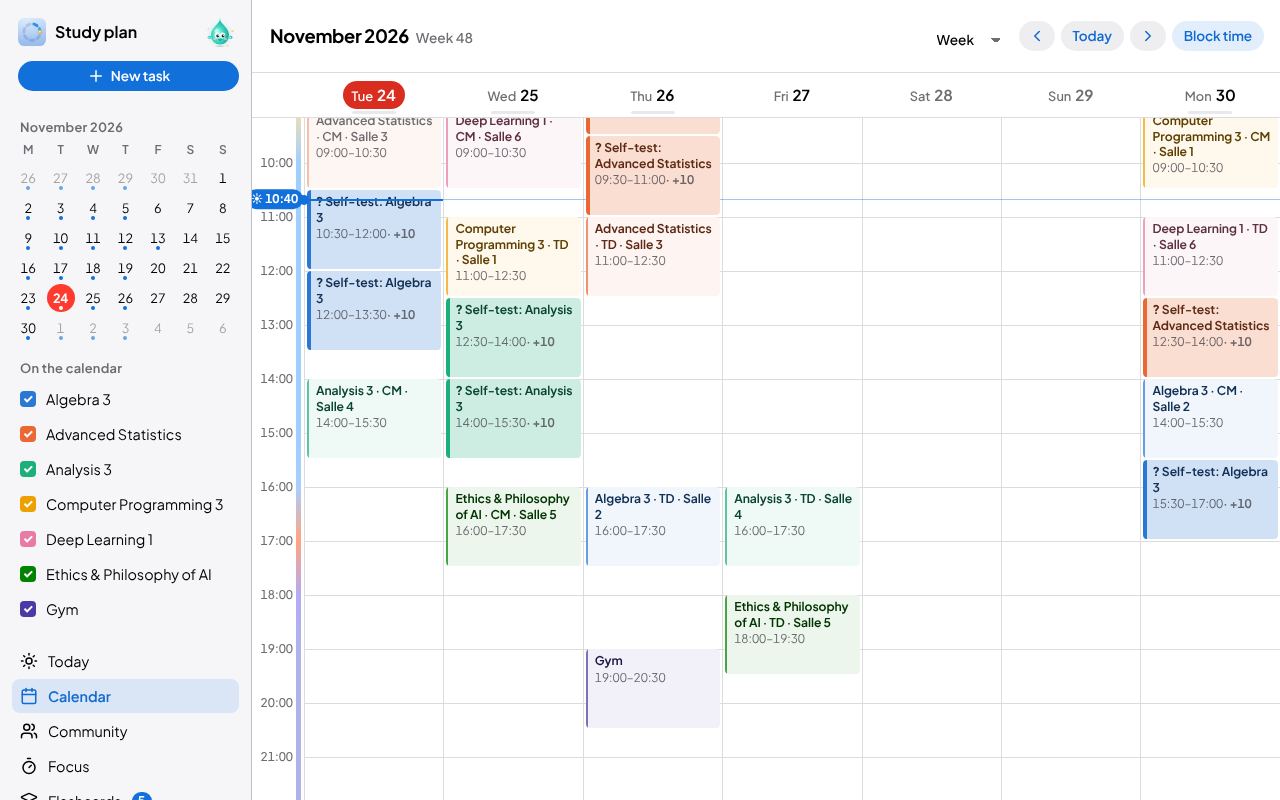 Study plan
New task
November 2026
M T W T F S S
26 27 28 29 30 31 1
2 3 4 5 6 7 8
9 10 11 12 13 14 15
16 17 18 19 20 21 22
23 24 25 26 27 28 29
30 1 2 3 4 5 6
On the calendar
Algebra 3
Advanced Statistics
Analysis 3
Computer Programming 3
Deep Learning 1
Ethics & Philosophy of AI
Gym
Today
Calendar
Community
Focus
Flashcards 5
November 2026 Week 48
Week
Today
Block time
Tue 24
Wed 25
Thu 26
Fri 27
Sat 28
Sun 29
Mon 30
10:00
10:40
11:00
12:00
13:00
14:00
15:00
16:00
17:00
18:00
19:00
20:00
21:00
Advanced Statistics
· CM · Salle 3
09:00–10:30
? Self-test: Algebra
3
10:30–12:00· +10
? Self-test: Algebra
3
12:00–13:30· +10
Analysis 3 · CM ·
Salle 4
14:00–15:30
Deep Learning 1 ·
CM · Salle 6
09:00–10:30
Computer
Programming 3 · TD
· Salle 1
11:00–12:30
? Self-test: Analysis
3
12:30–14:00· +10
? Self-test: Analysis
3
14:00–15:30· +10
Ethics & Philosophy
of AI · CM · Salle 5
16:00–17:30
? Self-test:
Advanced Statistics
09:30–11:00· +10
Advanced Statistics
· TD · Salle 3
11:00–12:30
Algebra 3 · TD · Salle
2
16:00–17:30
Gym
19:00–20:30
Analysis 3 · TD · Salle
4
16:00–17:30
Ethics & Philosophy
of AI · TD · Salle 5
18:00–19:30
Computer
Programming 3 · CM
· Salle 1
09:00–10:30
Deep Learning 1 · TD
· Salle 6
11:00–12:30
? Self-test:
Advanced Statistics
12:30–14:00· +10
Algebra 3 · CM ·
Salle 2
14:00–15:30
? Self-test: Algebra
3
15:30–17:00· +10